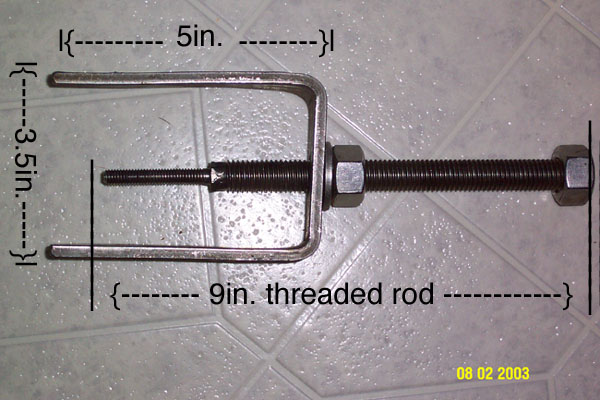 |{--------- 5in. --------}|
|{-----3.5in.-----}|
{-------- 9in. threaded rod ------------}
08 02 2003